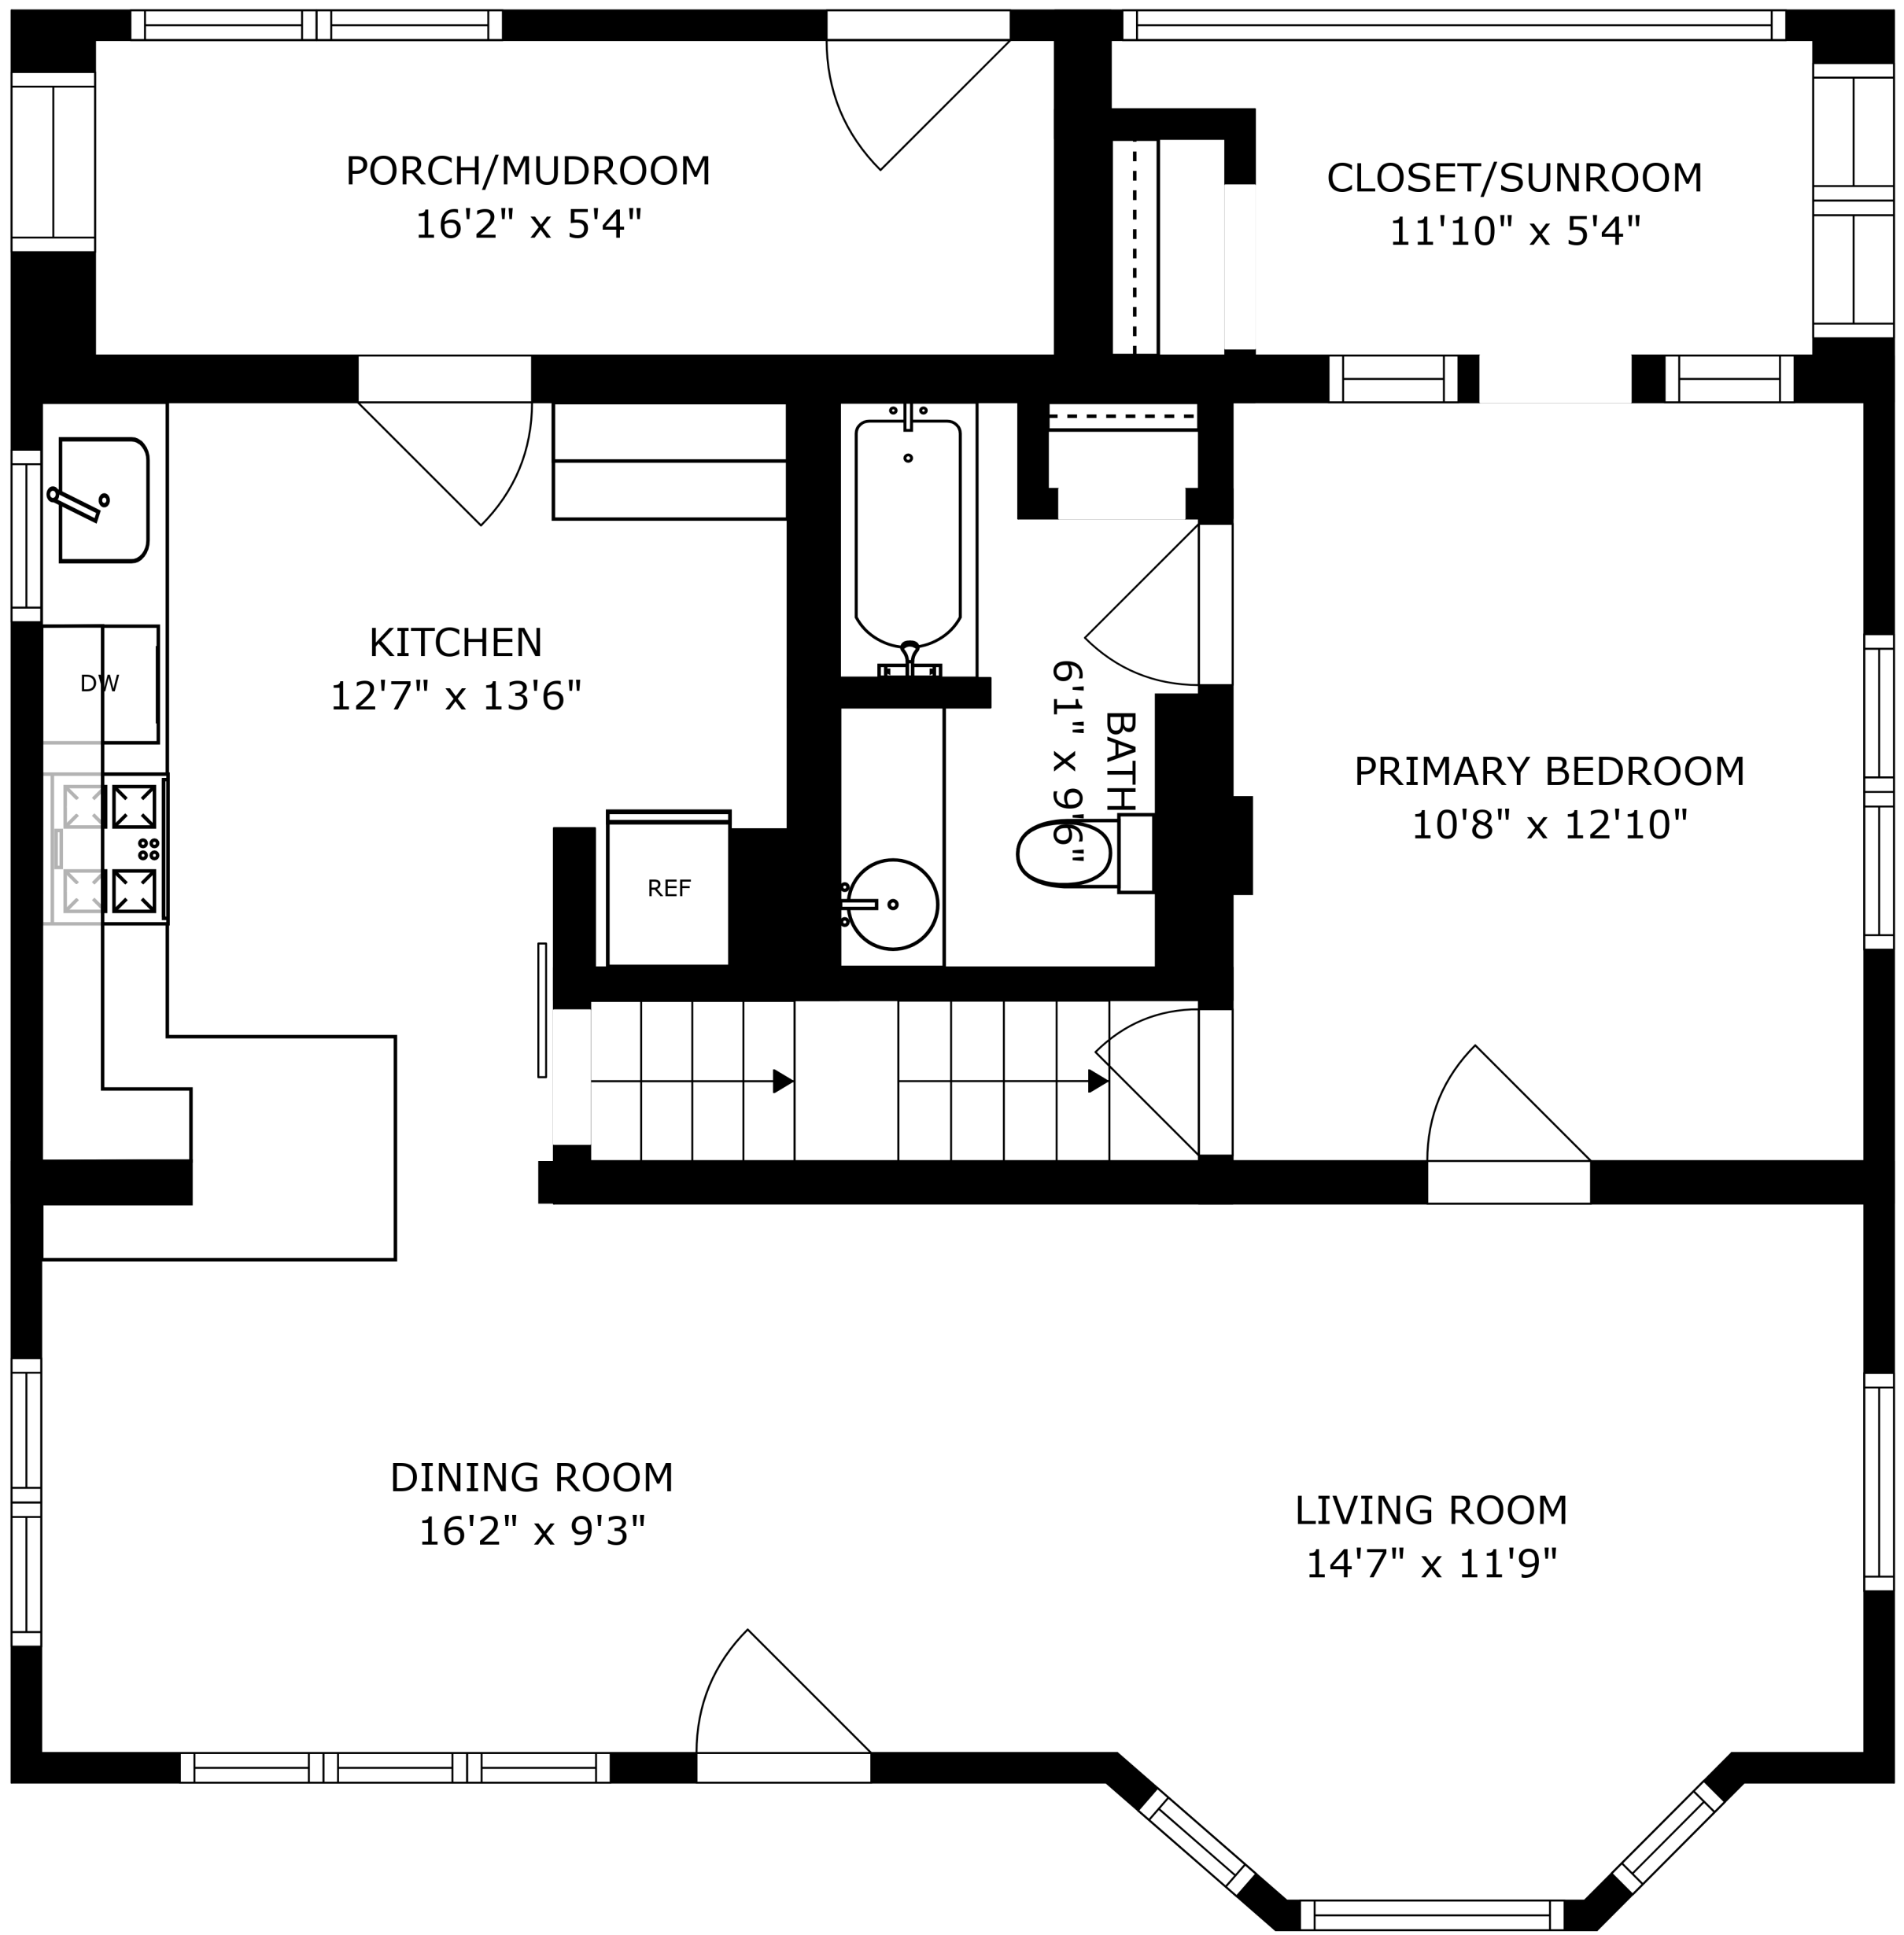 PORCH/MUDROOM
16'2" x 5'4"
CLOSET/SUNROOM
11'10" x 5'4"
KITCHEN
12'7" x 13'6"
DW
REF
BATH
6'1" x 9'6"
PRIMARY BEDROOM
10'8" x 12'10"
DINING ROOM
16'2" x 9'3"
LIVING ROOM
14'7" x 11'9"